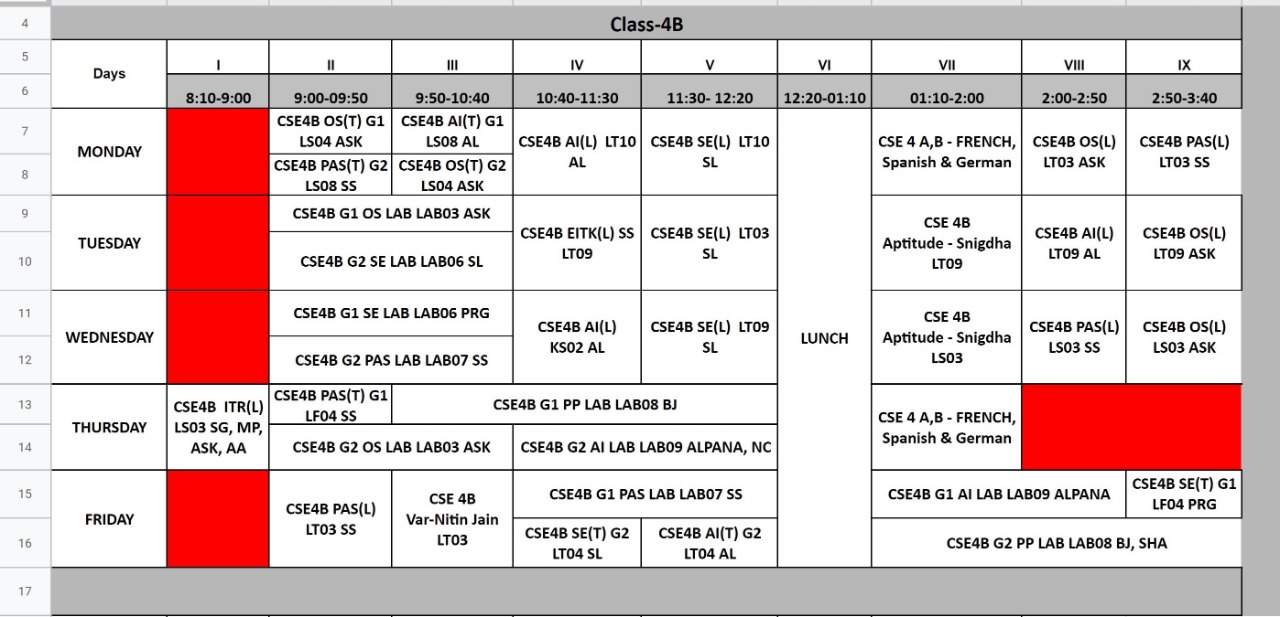 4 Class-4B
5 Days I II III IV V VI VII VIII IX
6 8:10-9:00 9:00-09:50 9:50-10:40 10:40-11:30 11:30- 12:20 12:20-01:10 01:10-2:00 2:00-2:50 2:50-3:40
7
8
MONDAY
CSE4B OS(T) G1
LS04 ASK
CSE4B PAS(T) G2
LS08 SS
CSE4B AI(T) G1
LS08 AL
CSE4B OS(T) G2
LS04 ASK
CSE4B AI(L) LT10
AL
CSE4B SE(L) LT10
SL
LUNCH
CSE 4 A,B - FRENCH,
Spanish & German
CSE4B OS(L)
LT03 ASK
CSE4B PAS(L)
LT03 SS
9
10
TUESDAY
CSE4B G1 OS LAB LAB03 ASK
CSE4B G2 SE LAB LAB06 SL
CSE4B EITK(L) SS
LT09
CSE4B SE(L) LT03
SL
CSE 4B
Aptitude - Snigdha
LT09
CSE4B AI(L)
LT09 AL
CSE4B OS(L)
LT09 ASK
11
12
WEDNESDAY
CSE4B G1 SE LAB LAB06 PRG
CSE4B G2 PAS LAB LAB07 SS
CSE4B AI(L)
KS02 AL
CSE4B SE(L) LT09
SL
CSE 4B
Aptitude - Snigdha
LS03
CSE4B PAS(L)
LS03 SS
CSE4B OS(L)
LS03 ASK
13
14
THURSDAY
CSE4B ITR(L)
LS03 SG, MP,
ASK, AA
CSE4B PAS(T) G1
LF04 SS
CSE4B G1 PP LAB LAB08 BJ
CSE4B G2 OS LAB LAB03 ASK
CSE4B G2 AI LAB LAB09 ALPANA, NC
CSE 4 A,B - FRENCH,
Spanish & German
15
16
FRIDAY
CSE4B PAS(L)
LT03 SS
CSE 4B
Var-Nitin Jain
LT03
CSE4B G1 PAS LAB LAB07 SS
CSE4B SE(T) G2
LT04 SL
CSE4B AI(T) G2
LT04 AL
CSE4B G1 AI LAB LAB09 ALPANA
CSE4B SE(T) G1
LF04 PRG
CSE4B G2 PP LAB LAB08 BJ, SHA
17